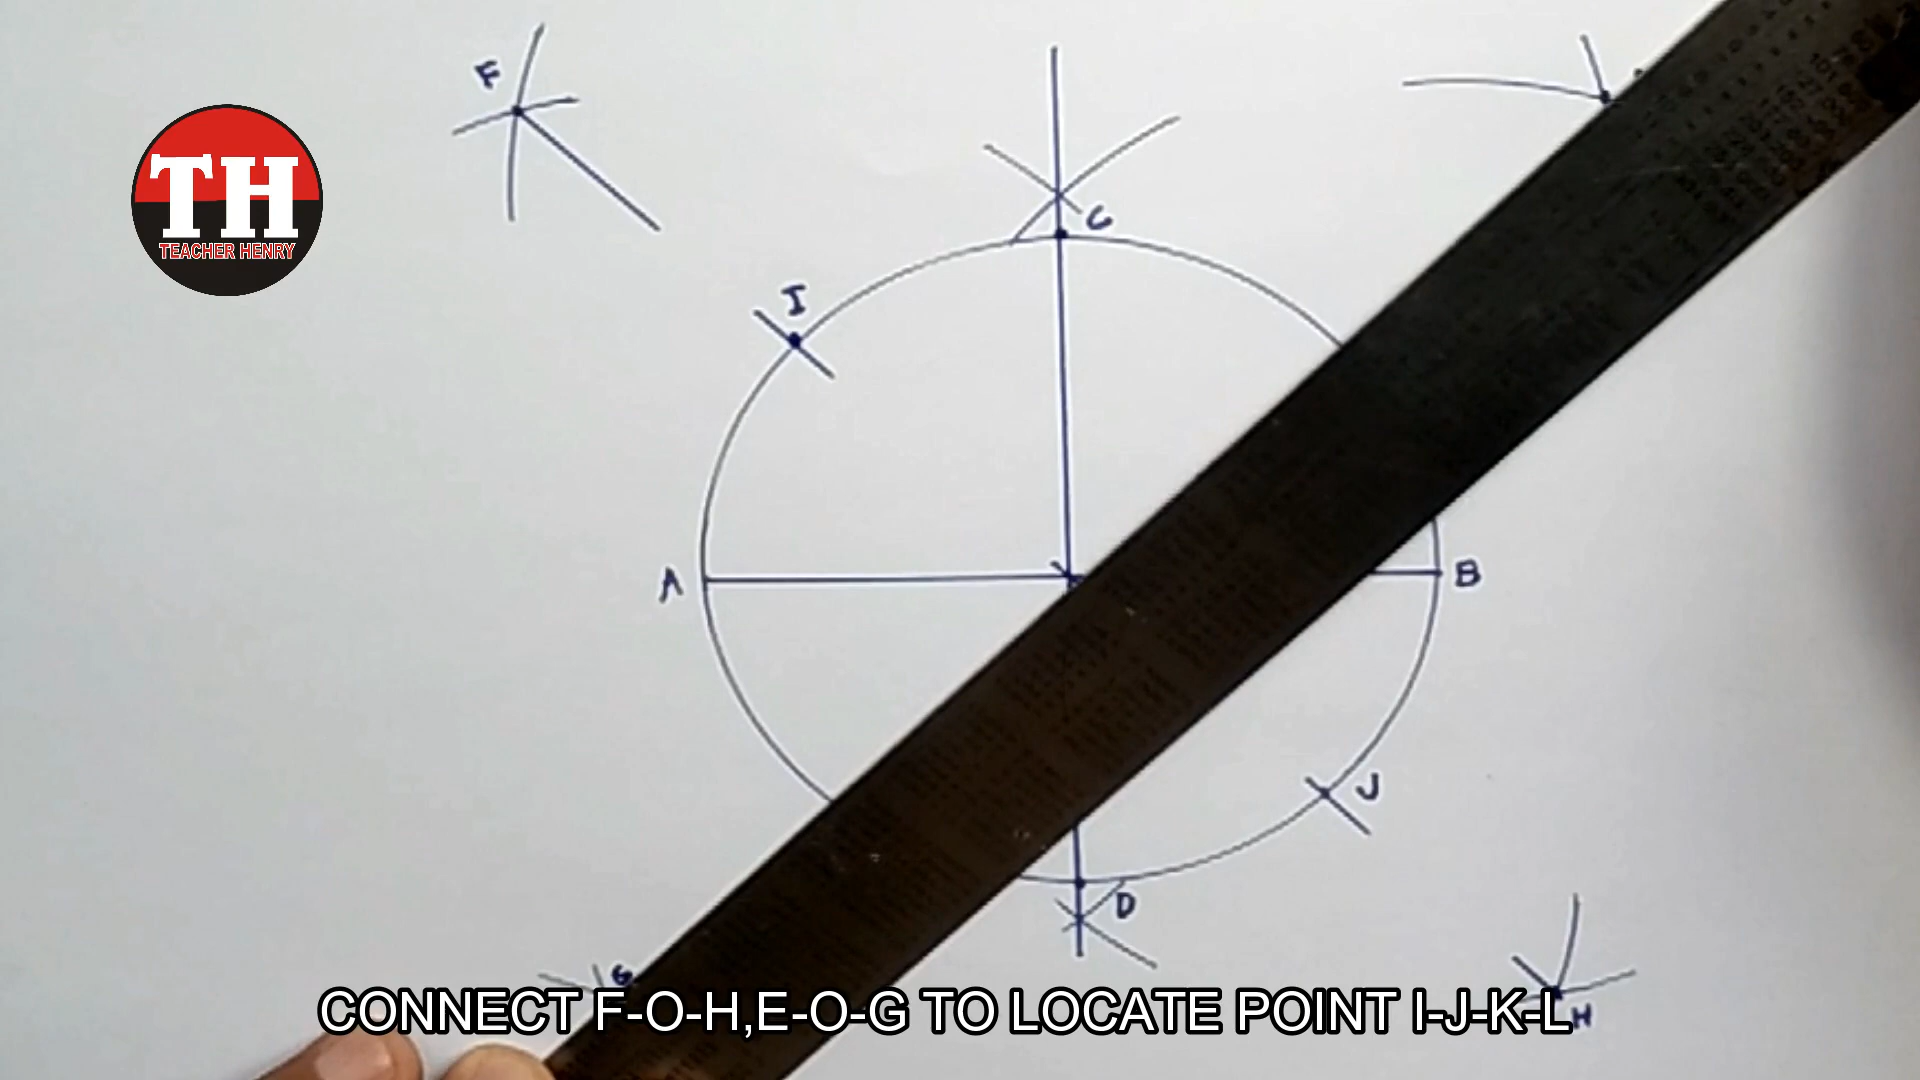 F
TH
TEACHER HENRY
C
I
A
B
J
D
G
CONNECT F-O-H,E-O-G TO LOCATE POINT I-J-K-L
H